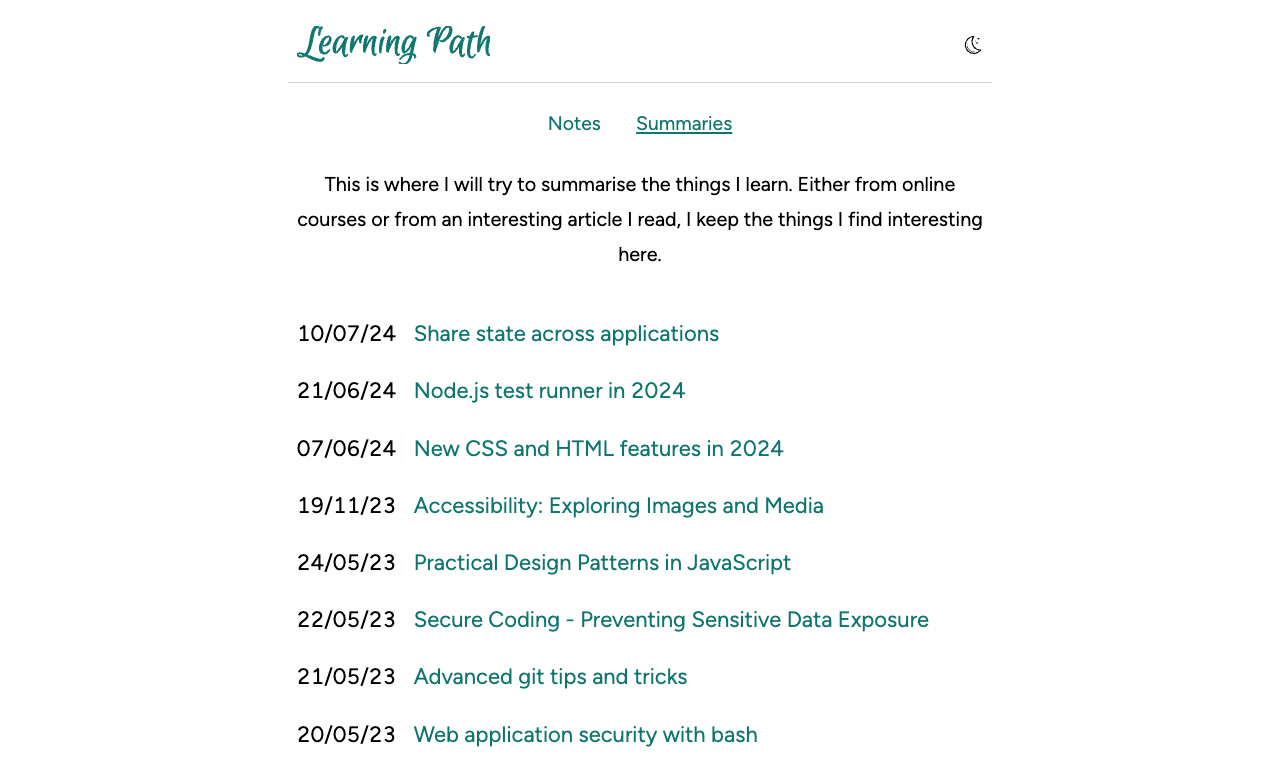 Learning Path
Notes Summaries
This is where I will try to summarise the things I learn. Either from online
courses or from an interesting article I read, I keep the things I find interesting
here.
10/07/24 Share state across applications
21/06/24 Node.js test runner in 2024
07/06/24 New CSS and HTML features in 2024
19/11/23 Accessibility: Exploring Images and Media
24/05/23 Practical Design Patterns in JavaScript
22/05/23 Secure Coding - Preventing Sensitive Data Exposure
21/05/23 Advanced git tips and tricks
20/05/23 Web application security with bash